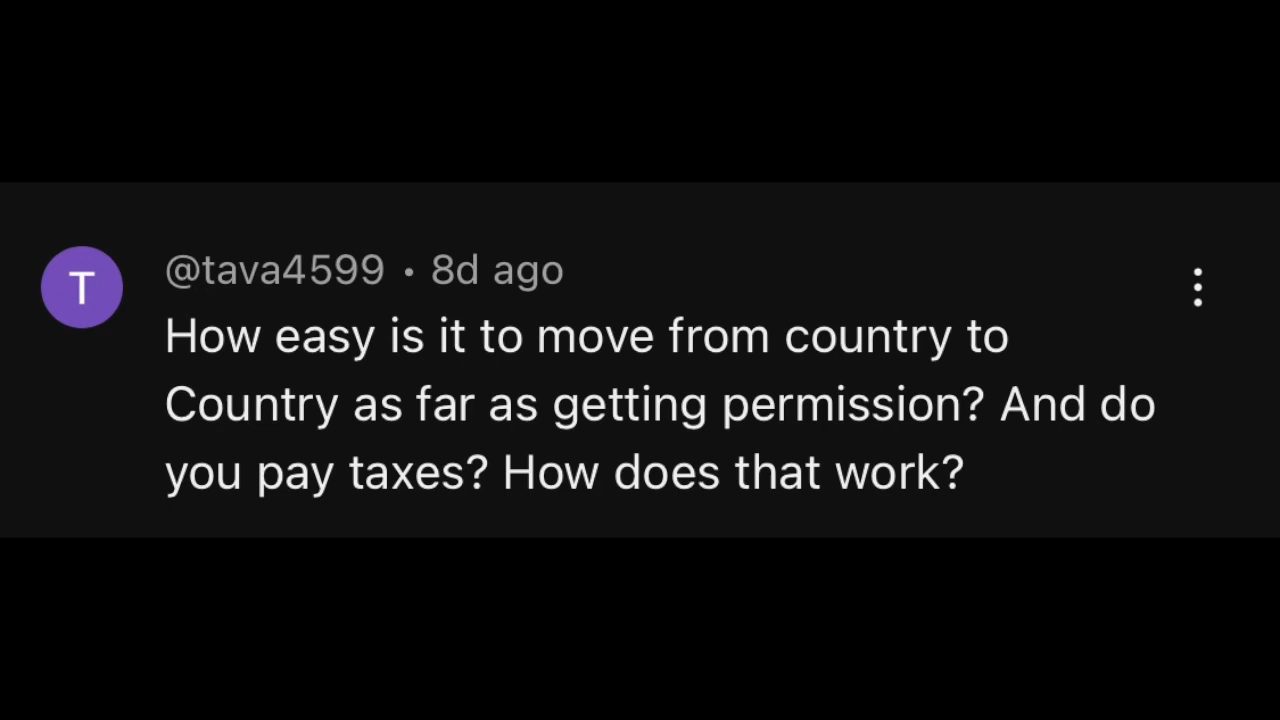 T
@tava4599 • 8d ago
How easy is it to move from country to
Country as far as getting permission? And do
you pay taxes? How does that work?